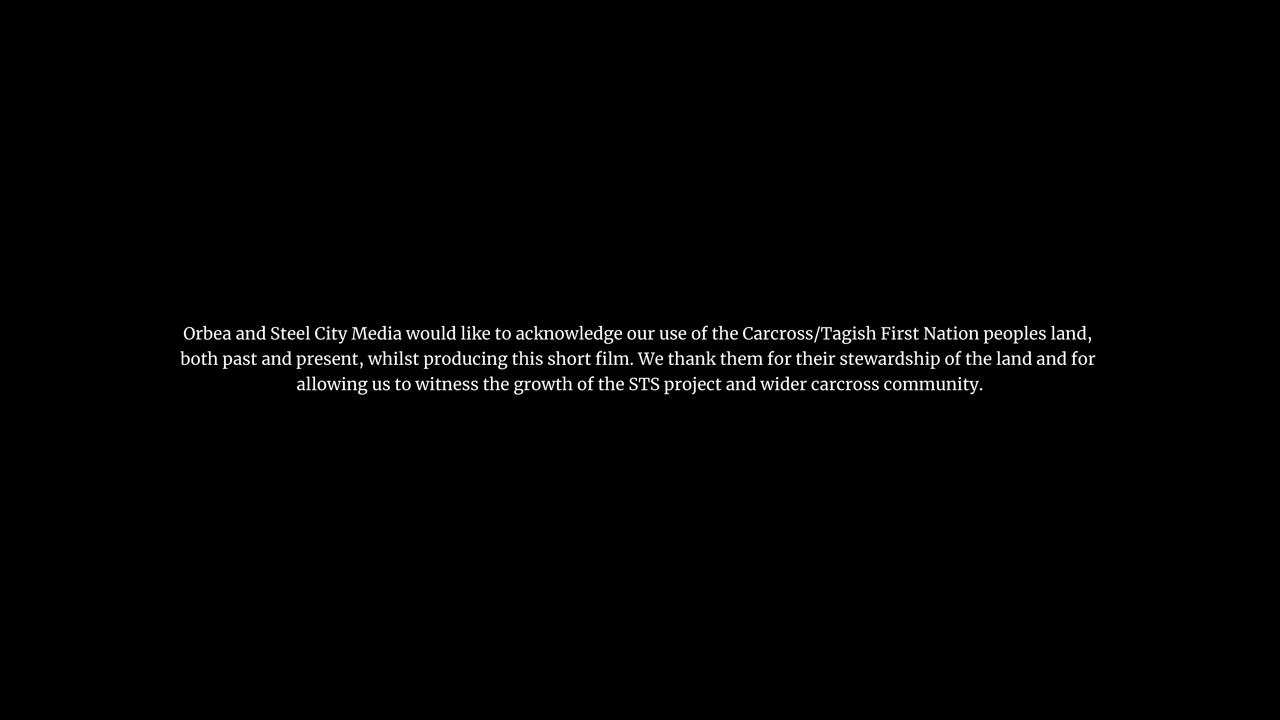 Orbea and Steel City Media would like to acknowledge our use of the Carcross/Tagish First Nation peoples land,
both past and present, whilst producing this short film. We thank them for their stewardship of the land and for
allowing us to witness the growth of the STS project and wider carcross community.